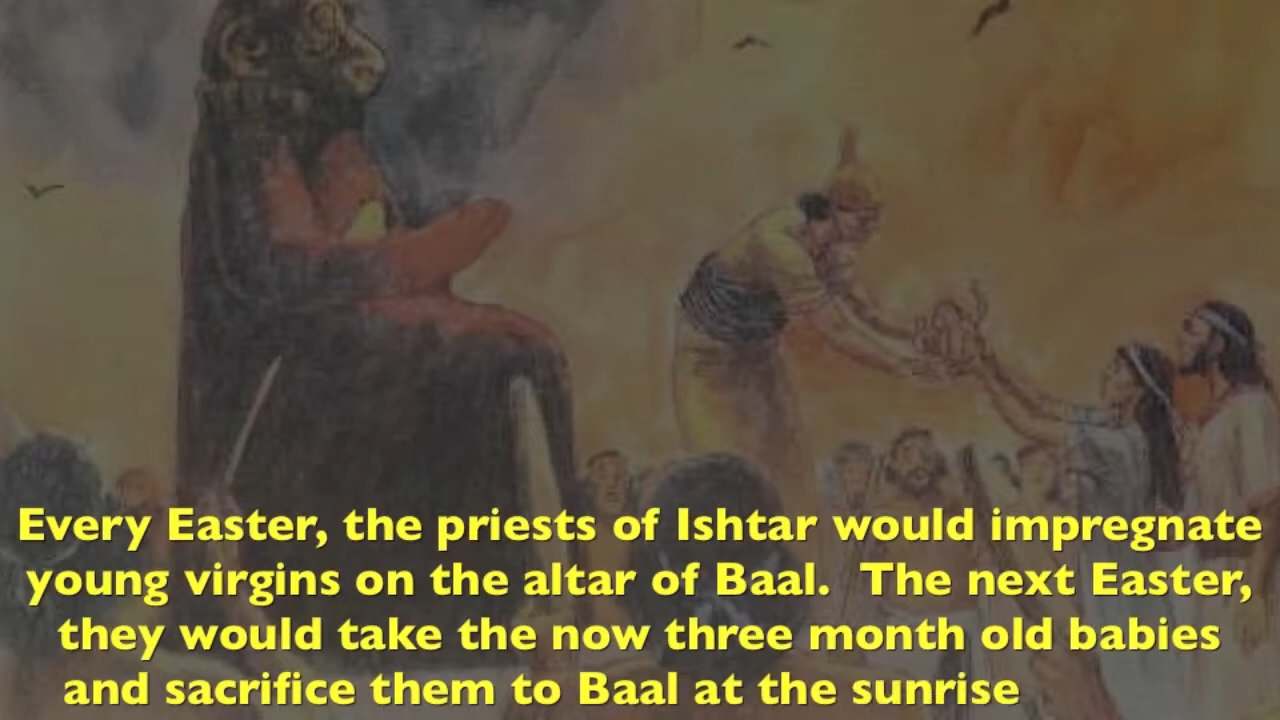 Every Easter, the priests of Ishtar would impregnate
young virgins on the altar of Baal.  The next Easter,
they would take the now three month old babies
and sacrifice them to Baal at the sunrise